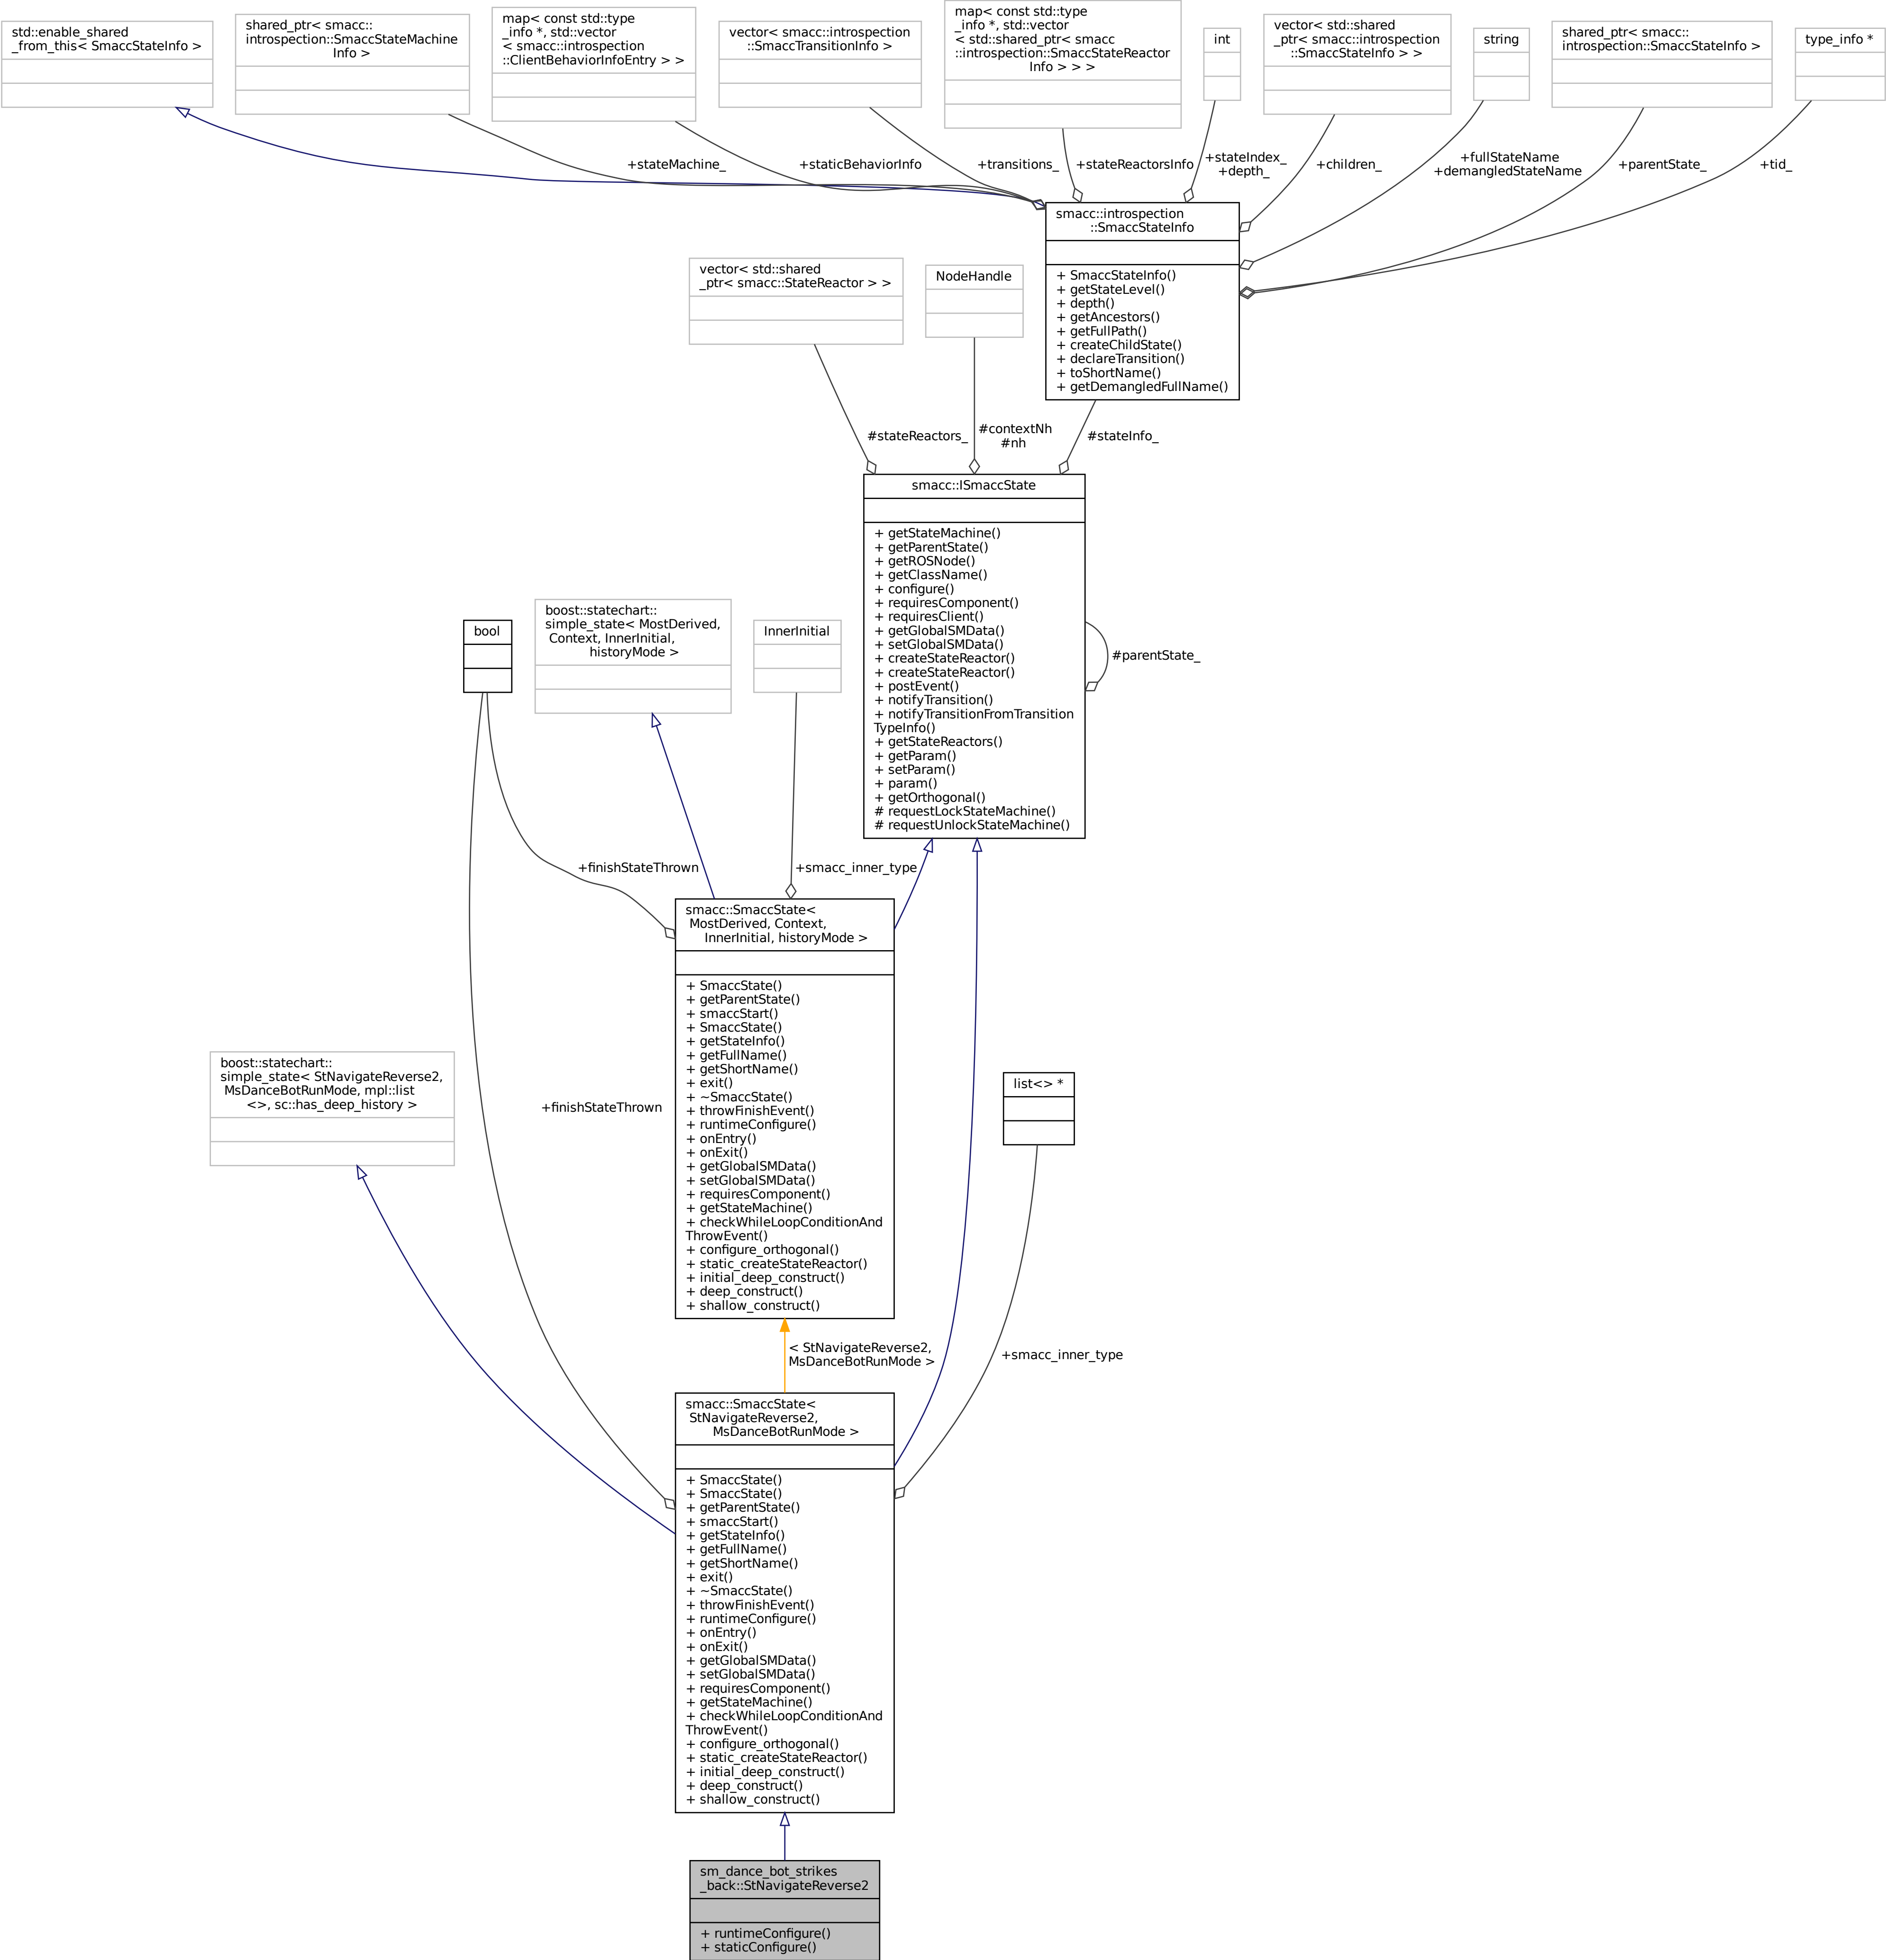 std::enable_shared
_from_this< SmaccStateInfo >
shared_ptr< smacc::
introspection::SmaccStateMachine
Info >
map< const std::type
_info *, std::vector
< smacc::introspection
::ClientBehaviorInfoEntry > >
vector< smacc::introspection
::SmaccTransitionInfo >
map< const std::type
_info *, std::vector
< std::shared_ptr< smacc
::introspection::SmaccStateReactor
Info > > >
int
vector< std::shared
_ptr< smacc::introspection
::SmaccStateInfo > >
string
shared_ptr< smacc::
introspection::SmaccStateInfo >
type_info *
+stateMachine_
+staticBehaviorInfo
+transitions_
+stateReactorsInfo
+stateIndex_
+depth_
+children_
+fullStateName
+demangledStateName
+parentState_
+tid_
smacc::introspection
::SmaccStateInfo
+ SmaccStateInfo()
+ getStateLevel()
+ depth()
+ getAncestors()
+ getFullPath()
+ createChildState()
+ declareTransition()
+ toShortName()
+ getDemangledFullName()
vector< std::shared
_ptr< smacc::StateReactor > >
NodeHandle
#stateReactors_
#contextNh
#nh
#stateInfo_
smacc::ISmaccState
+ getStateMachine()
+ getParentState()
+ getROSNode()
+ getClassName()
+ configure()
+ requiresComponent()
+ requiresClient()
+ getGlobalSMData()
+ setGlobalSMData()
+ createStateReactor()
+ createStateReactor()
+ postEvent()
+ notifyTransition()
+ notifyTransitionFromTransition
TypeInfo()
+ getStateReactors()
+ getParam()
+ setParam()
+ param()
+ getOrthogonal()
# requestLockStateMachine()
# requestUnlockStateMachine()
#parentState_
bool
boost::statechart::
simple_state< MostDerived,
Context, InnerInitial,
historyMode >
InnerInitial
+finishStateThrown
+smacc_inner_type
smacc::SmaccState<
MostDerived, Context,
InnerInitial, historyMode >
+ SmaccState()
+ getParentState()
+ smaccStart()
+ SmaccState()
+ getStateInfo()
+ getFullName()
+ getShortName()
+ exit()
+ ~SmaccState()
+ throwFinishEvent()
+ runtimeConfigure()
+ onEntry()
+ onExit()
+ getGlobalSMData()
+ setGlobalSMData()
+ requiresComponent()
+ getStateMachine()
+ checkWhileLoopConditionAnd
ThrowEvent()
+ configure_orthogonal()
+ static_createStateReactor()
+ initial_deep_construct()
+ deep_construct()
+ shallow_construct()
boost::statechart::
simple_state< StNavigateReverse2,
MsDanceBotRunMode, mpl::list
<>, sc::has_deep_history >
+finishStateThrown
list<> *
< StNavigateReverse2,
MsDanceBotRunMode >
+smacc_inner_type
smacc::SmaccState<
StNavigateReverse2,
MsDanceBotRunMode >
+ SmaccState()
+ SmaccState()
+ getParentState()
+ smaccStart()
+ getStateInfo()
+ getFullName()
+ getShortName()
+ exit()
+ ~SmaccState()
+ throwFinishEvent()
+ runtimeConfigure()
+ onEntry()
+ onExit()
+ getGlobalSMData()
+ setGlobalSMData()
+ requiresComponent()
+ getStateMachine()
+ checkWhileLoopConditionAnd
ThrowEvent()
+ configure_orthogonal()
+ static_createStateReactor()
+ initial_deep_construct()
+ deep_construct()
+ shallow_construct()
sm_dance_bot_strikes
_back::StNavigateReverse2
+ runtimeConfigure()
+ staticConfigure()